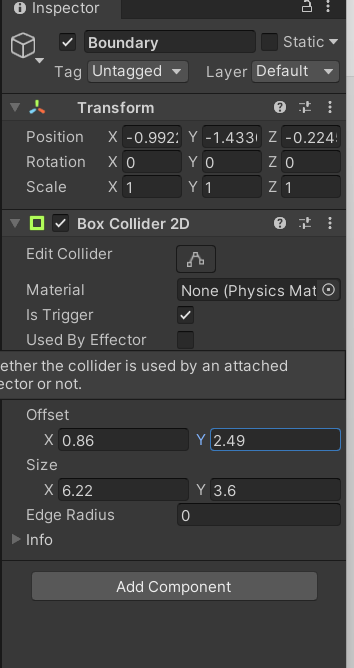 Inspector
Boundary Static
Tag Untagged Layer Default
Transform
Position X -0.992 Y -1.433 Z -0.224
Rotation X 0 Y 0 Z 0
Scale X 1 Y 1 Z 1
Box Collider 2D
Edit Collider
Material None (Physics Mat
Is Trigger
Used By Effector
ether the collider is used by an attached
ector or not.
Offset
X 0.86 Y 2.49
Size
X 6.22 Y 3.6
Edge Radius 0
Info
Add Component